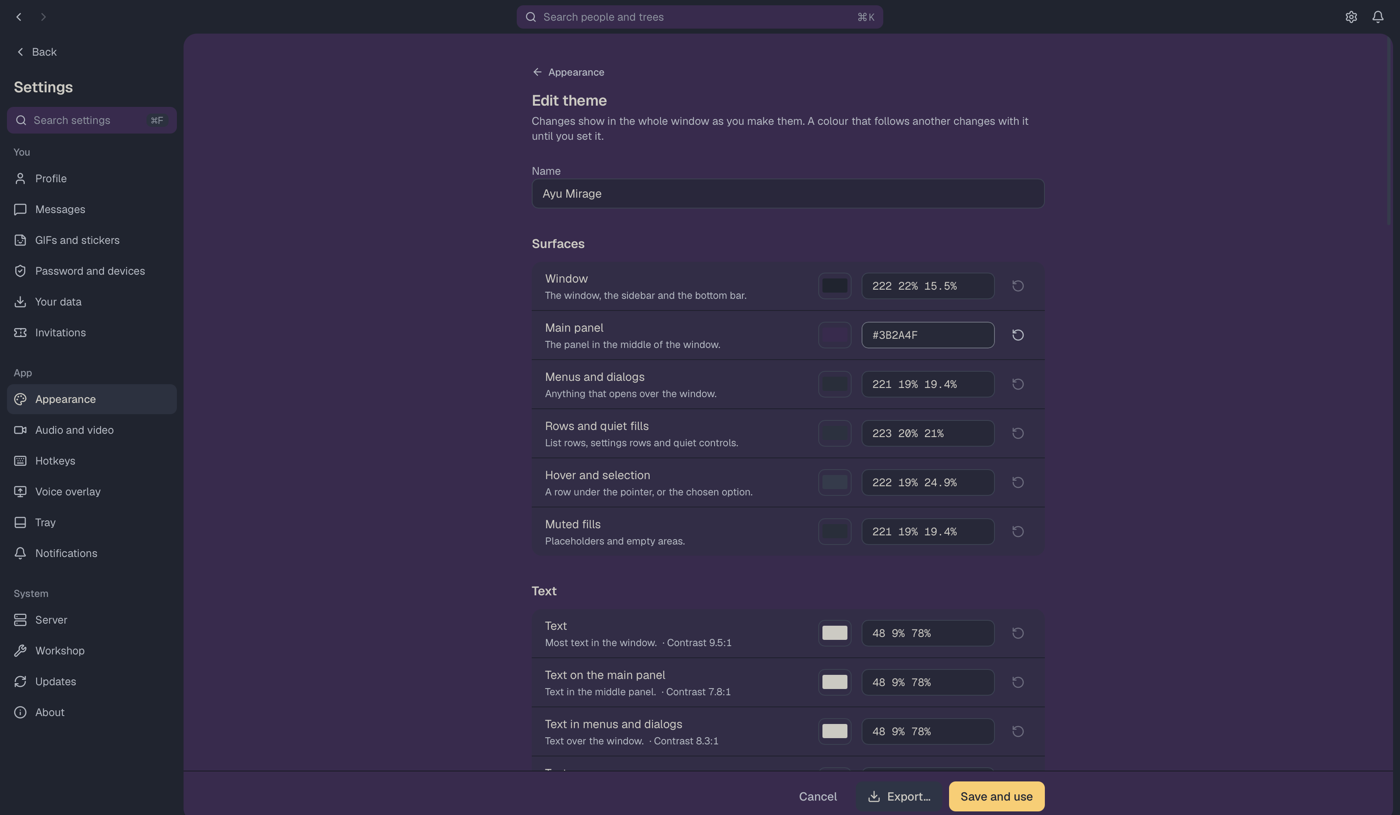 Search people and trees
⌘K
Back
Settings
Search settings
⌘F
You
Profile
Messages
GIFs and stickers
Password and devices
Your data
Invitations
App
Appearance
Audio and video
Hotkeys
Voice overlay
Tray
Notifications
System
Server
Workshop
Updates
About
Appearance
Edit theme
Changes show in the whole window as you make them. A colour that follows another changes with it
until you set it.
Name
Ayu Mirage
Surfaces
Window
The window, the sidebar and the bottom bar.
222 22% 15.5%
Main panel
The panel in the middle of the window.
#3B2A4F
Menus and dialogs
Anything that opens over the window.
221 19% 19.4%
Rows and quiet fills
List rows, settings rows and quiet controls.
223 20% 21%
Hover and selection
A row under the pointer, or the chosen option.
222 19% 24.9%
Muted fills
Placeholders and empty areas.
221 19% 19.4%
Text
Text
Most text in the window. · Contrast 9.5:1
48 9% 78%
Text on the main panel
Text in the middle panel. · Contrast 7.8:1
48 9% 78%
Text in menus and dialogs
Text over the window. · Contrast 8.3:1
48 9% 78%
Cancel
Export...
Save and use